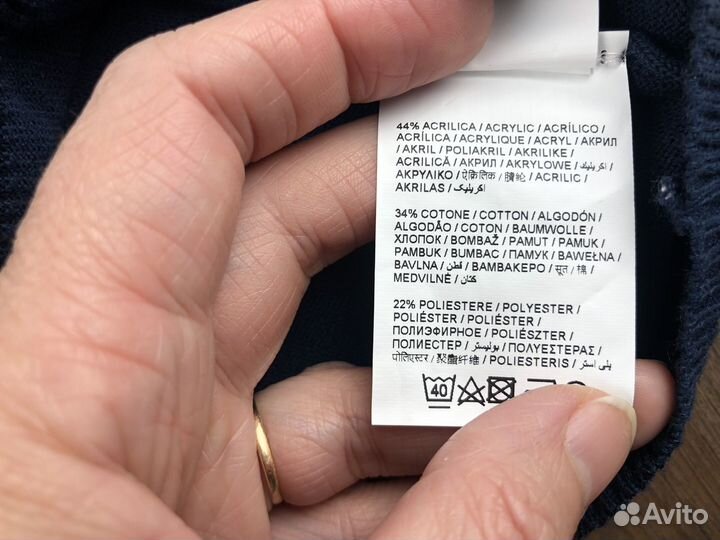 44% ACRILICA / ACRYLIC / ACRÍLICO /
ACRÍLICA / ACRYLIQUE / ACRYL / АКРИЛ
/ AKRIL / POLIAKRIL / AKRILIKE /
ACRILICĂ / АКРИЛ / AKRYLOWE / اكريليك /
ΑΚΡΥΛΙΚΟ / ऐक्रेलिक / 腈纶 / ACRILIC /
AKRILAS / اکریلیک
34% COTONE / COTTON / ALGODÓN /
ALGODÃO / COTON / BAUMWOLLE /
ХЛОПОК / BOMBAŽ / PAMUT / PAMUK /
PAMBUK / BUMBAC / ПАМУК / BAWEŁNA /
BAVLNA / قطن / ΒΑΜΒΑΚΕΡΟ / सूत / 棉 /
MEDVILNĖ / کتان
22% POLIESTERE / POLYESTER /
POLIÉSTER / POLIÉSTER /
ПОЛИЭФИРНОЕ / POLIÉSZTER /
ПОЛИЕСТЕР / بوليستر / ΠΟΛΥΕΣΤΕΡΑΣ /
पोलिएस्टर / 聚酯纤维 / POLIESTERIS / پلی استر
40
Avito